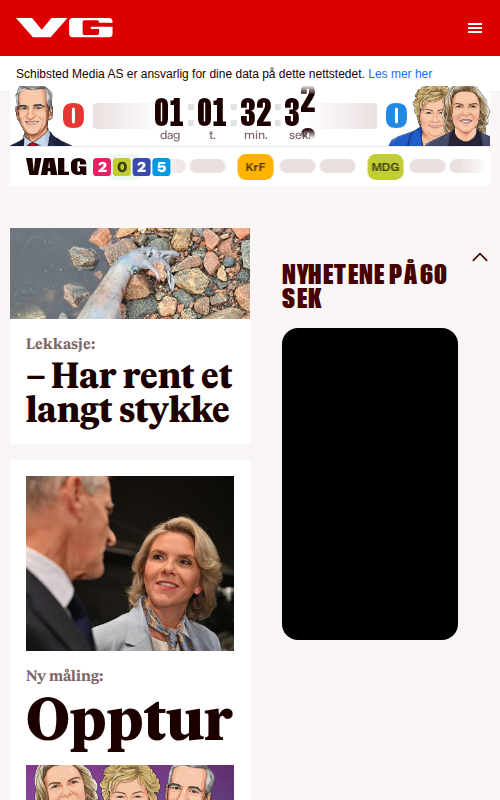 VG
Schibsted Media AS er ansvarlig for dine data på dette nettstedet. Les mer her
0 01 : 01 : 32 : 32 0
dag t. min. sek.
VALG 2025 KrF MDG
Lekkasje:
– Har rent et
langt stykke
NYHETENE PÅ 60
SEK
Ny måling:
Opptur